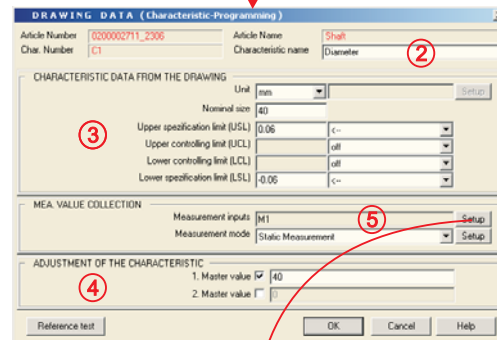 DRAWING DATA (Characteristic-Programming)
Article Number 0200002711_2306 Article Name Shaft
Char. Number C1 Characteristic name Diameter
②
CHARACTERISTIC DATA FROM THE DRAWING
Unit mm Setup
Nominal size 40
③
Upper spezification limit (USL) 0.06 <--
Upper controlling limit (UCL) off
Lower controlling limit (LCL) off
Lower spezification limit (LSL) -0.06 <--
MEA. VALUE COLLECTION
Measurement inputs M1 ⑤ Setup
Measurement mode Static Measurement Setup
ADJUSTMENT OF THE CHARACTERISTIC
④
1. Master value 40
2. Master value 0
Reference test OK Cancel Help